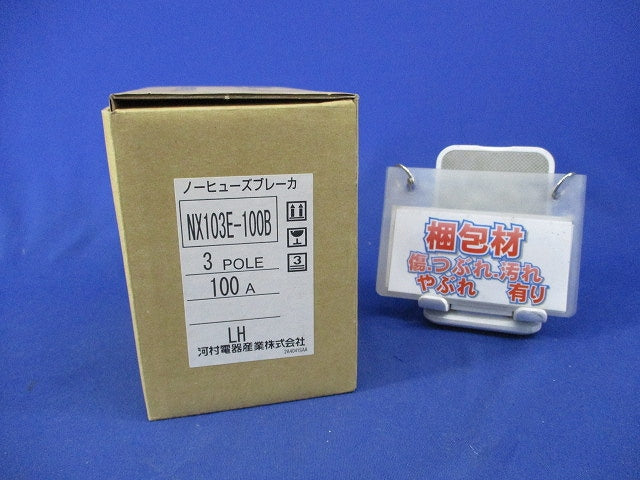 ノーヒューズブレーカ
NX103E-100B
3 POLE
3
100 A
LH
河村電器産業株式会社
梱包材
傷・つぶれ・汚れ
やぶれ 有り